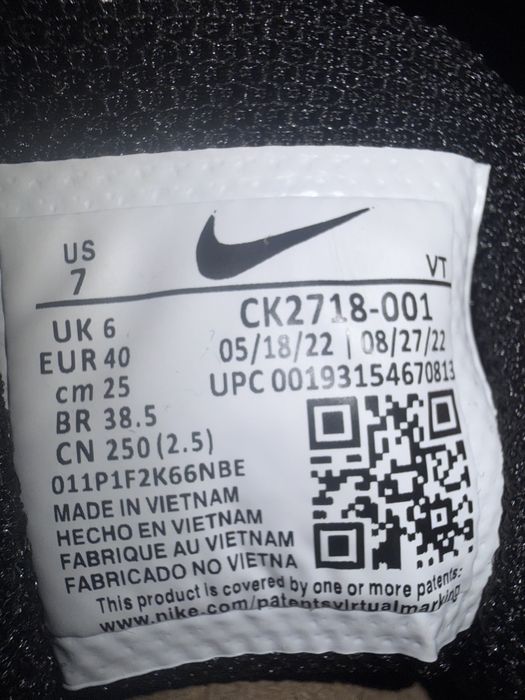 US
7
VT
UK 6
EUR 40
cm 25
BR 38.5
CN 250 (2.5)
011P1F2K66NBE
CK2718-001
05/18/22 | 08/27/22
UPC 00193154670813
MADE IN VIETNAM
HECHO EN VIETNAM
FABRIQUE AU VIETNAM
FABRICADO NO VIETNA
This product is covered by one or more patents:
www.nike.com/patentsvirtualmarking